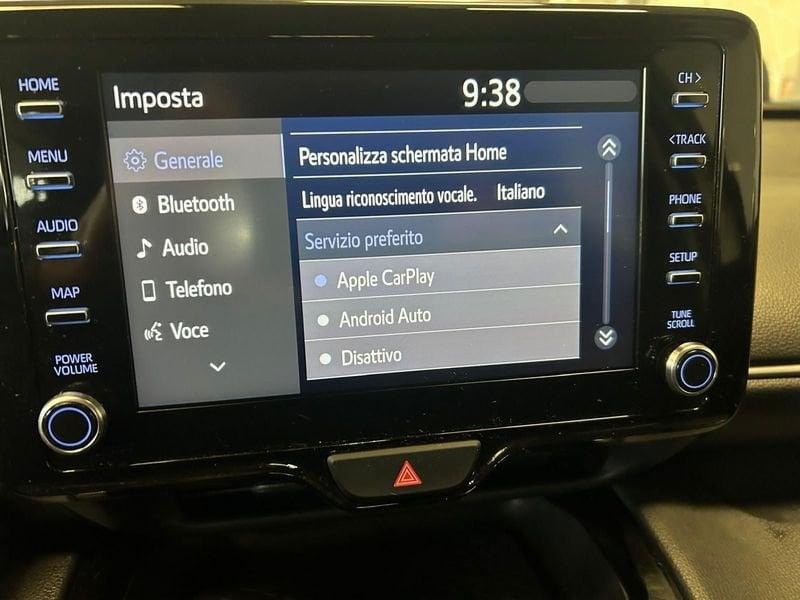 HOME
MENU
AUDIO
MAP
POWER
VOLUME
Imposta
9:38
Generale
Bluetooth
Audio
Telefono
Voce
Personalizza schermata Home
Lingua riconoscimento vocale. Italiano
Servizio preferito
Apple CarPlay
Android Auto
Disattivo
CH >
< TRACK
PHONE
SETUP
TUNE
SCROLL